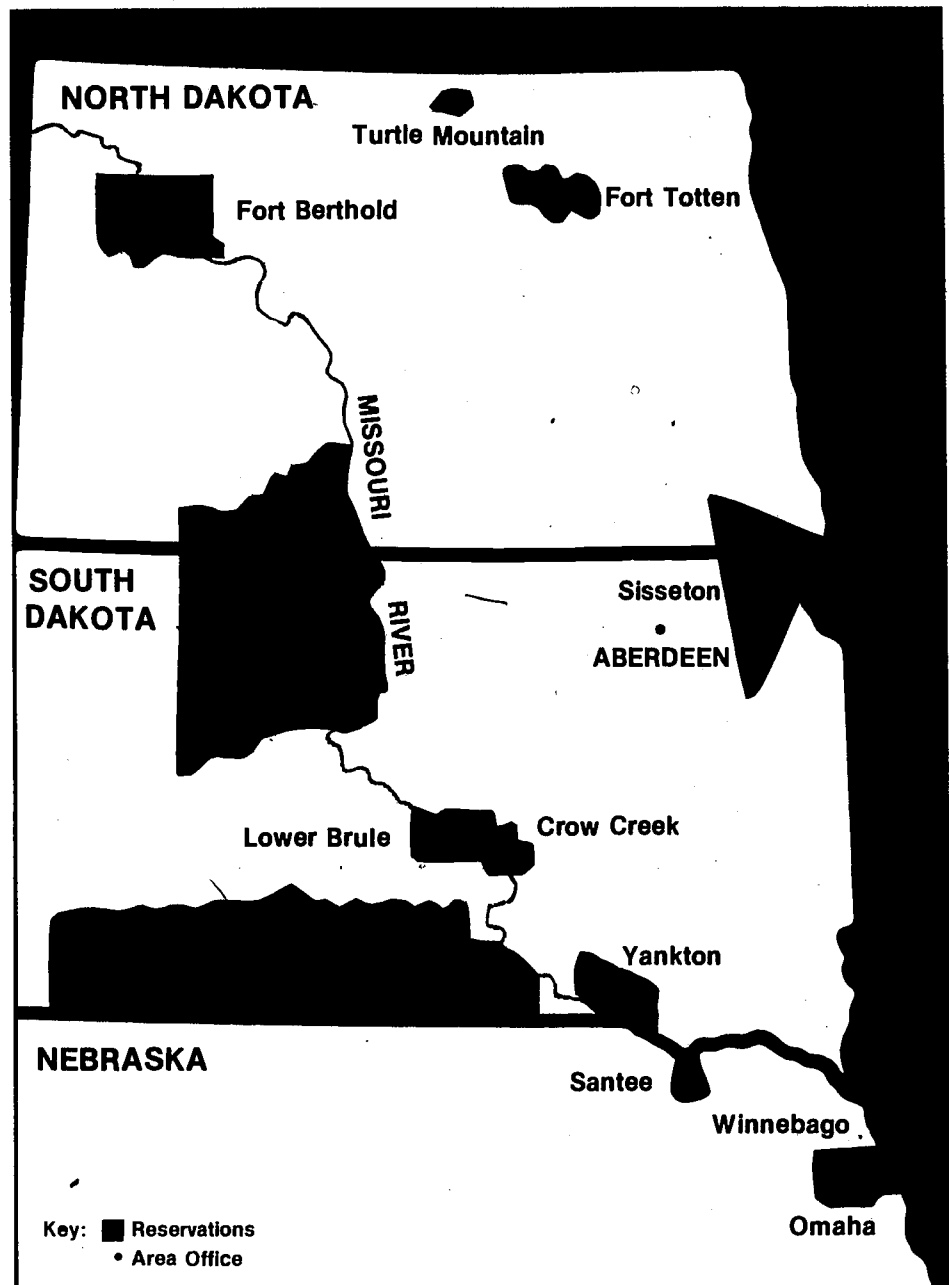 NORTH DAKOTA
Turtle Mountain
Fort Berthold
Fort Totten
MISSOURI
RIVER
SOUTH
DAKOTA
Sisseton
ABERDEEN
Lower Brule
Crow Creek
Yankton
NEBRASKA
Santee
Winnebago
Omaha
Key: Reservations
Area Office